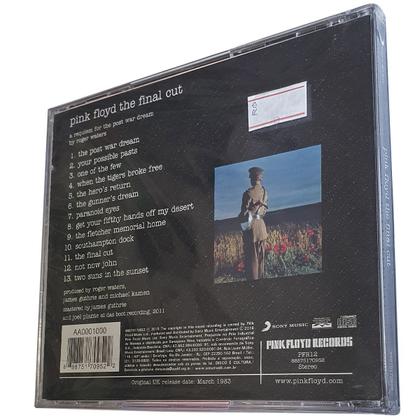 pink floyd the final cut
a requiem for the post war dream
by roger waters
1. the post war dream
2. your possible pasts
3. one of the few
4. when the tigers broke free
5. the hero's return
6. the gunner's dream
7. paranoid eyes
8. get your filthy hands off my desert
9. the fletcher memorial home
10. southampton dock
11. the final cut
12. not now john
13. two suns in the sunset
produced by roger waters,
james guthrie and michael kamen
mastered by james guthrie
and joel plante at das boot recording, 2011
AA0001000
SONY MUSIC
PINK FLOYD RECORDS
PFR12
88875170952
Stereo
www.pinkfloyd.com
Original UK release date: March 1983
pink floyd the final cut